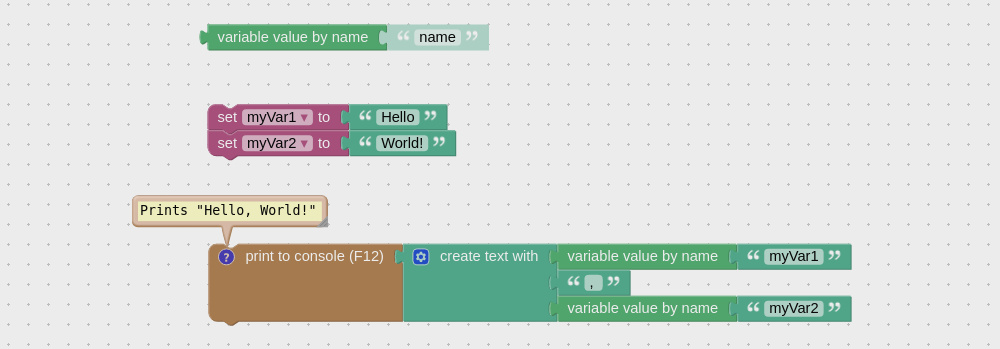 variable value by name “ name ”
set myVar1 ▾ to “ Hello ”
set myVar2 ▾ to “ World! ”
Prints "Hello, World!"
? print to console (F12) create text with variable value by name “ myVar1 ”
“ , ”
variable value by name “ myVar2 ”